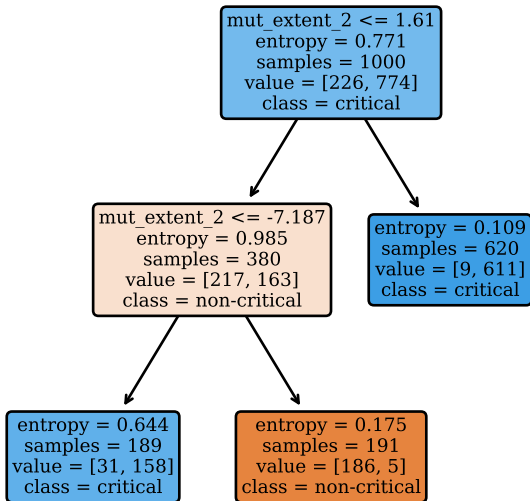 mut_extent_2 <= 1.61
entropy = 0.771
samples = 1000
value = [226, 774]
class = critical
mut_extent_2 <= -7.187
entropy = 0.985
samples = 380
value = [217, 163]
class = non-critical
entropy = 0.109
samples = 620
value = [9, 611]
class = critical
entropy = 0.644
samples = 189
value = [31, 158]
class = critical
entropy = 0.175
samples = 191
value = [186, 5]
class = non-critical